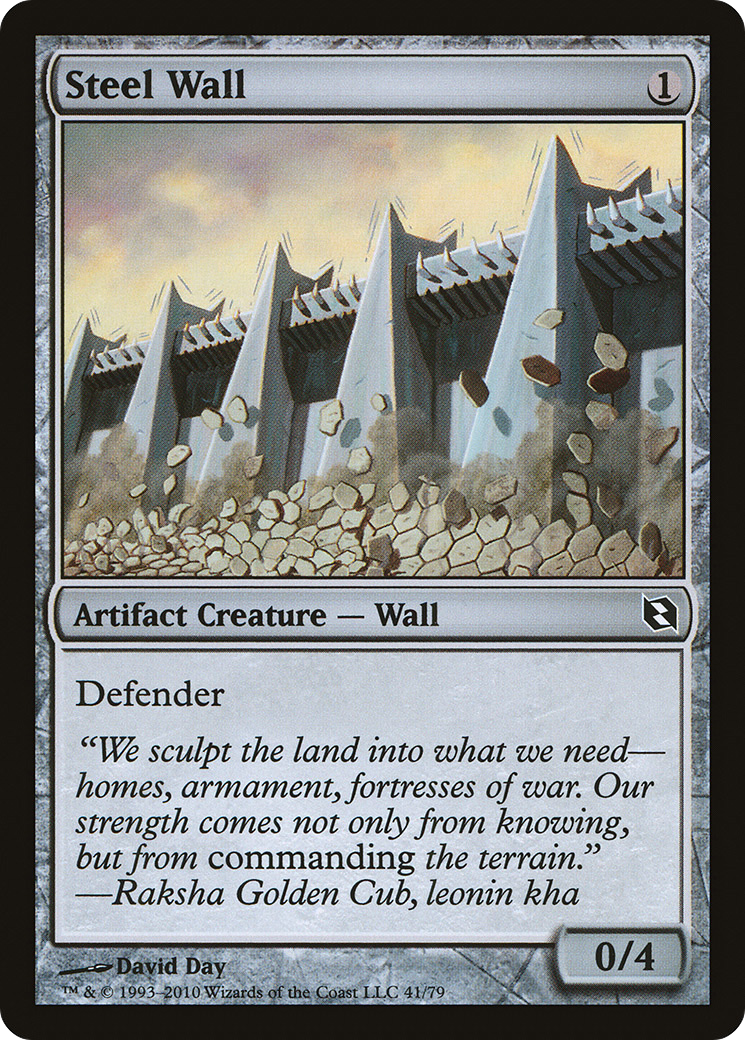 Steel Wall 1
Artifact Creature — Wall
Defender
“We sculpt the land into what we need—
homes, armament, fortresses of war. Our
strength comes not only from knowing,
but from commanding the terrain.”
—Raksha Golden Cub, leonin kha
0/4
David Day
™ & © 1993–2010 Wizards of the Coast LLC 41/79